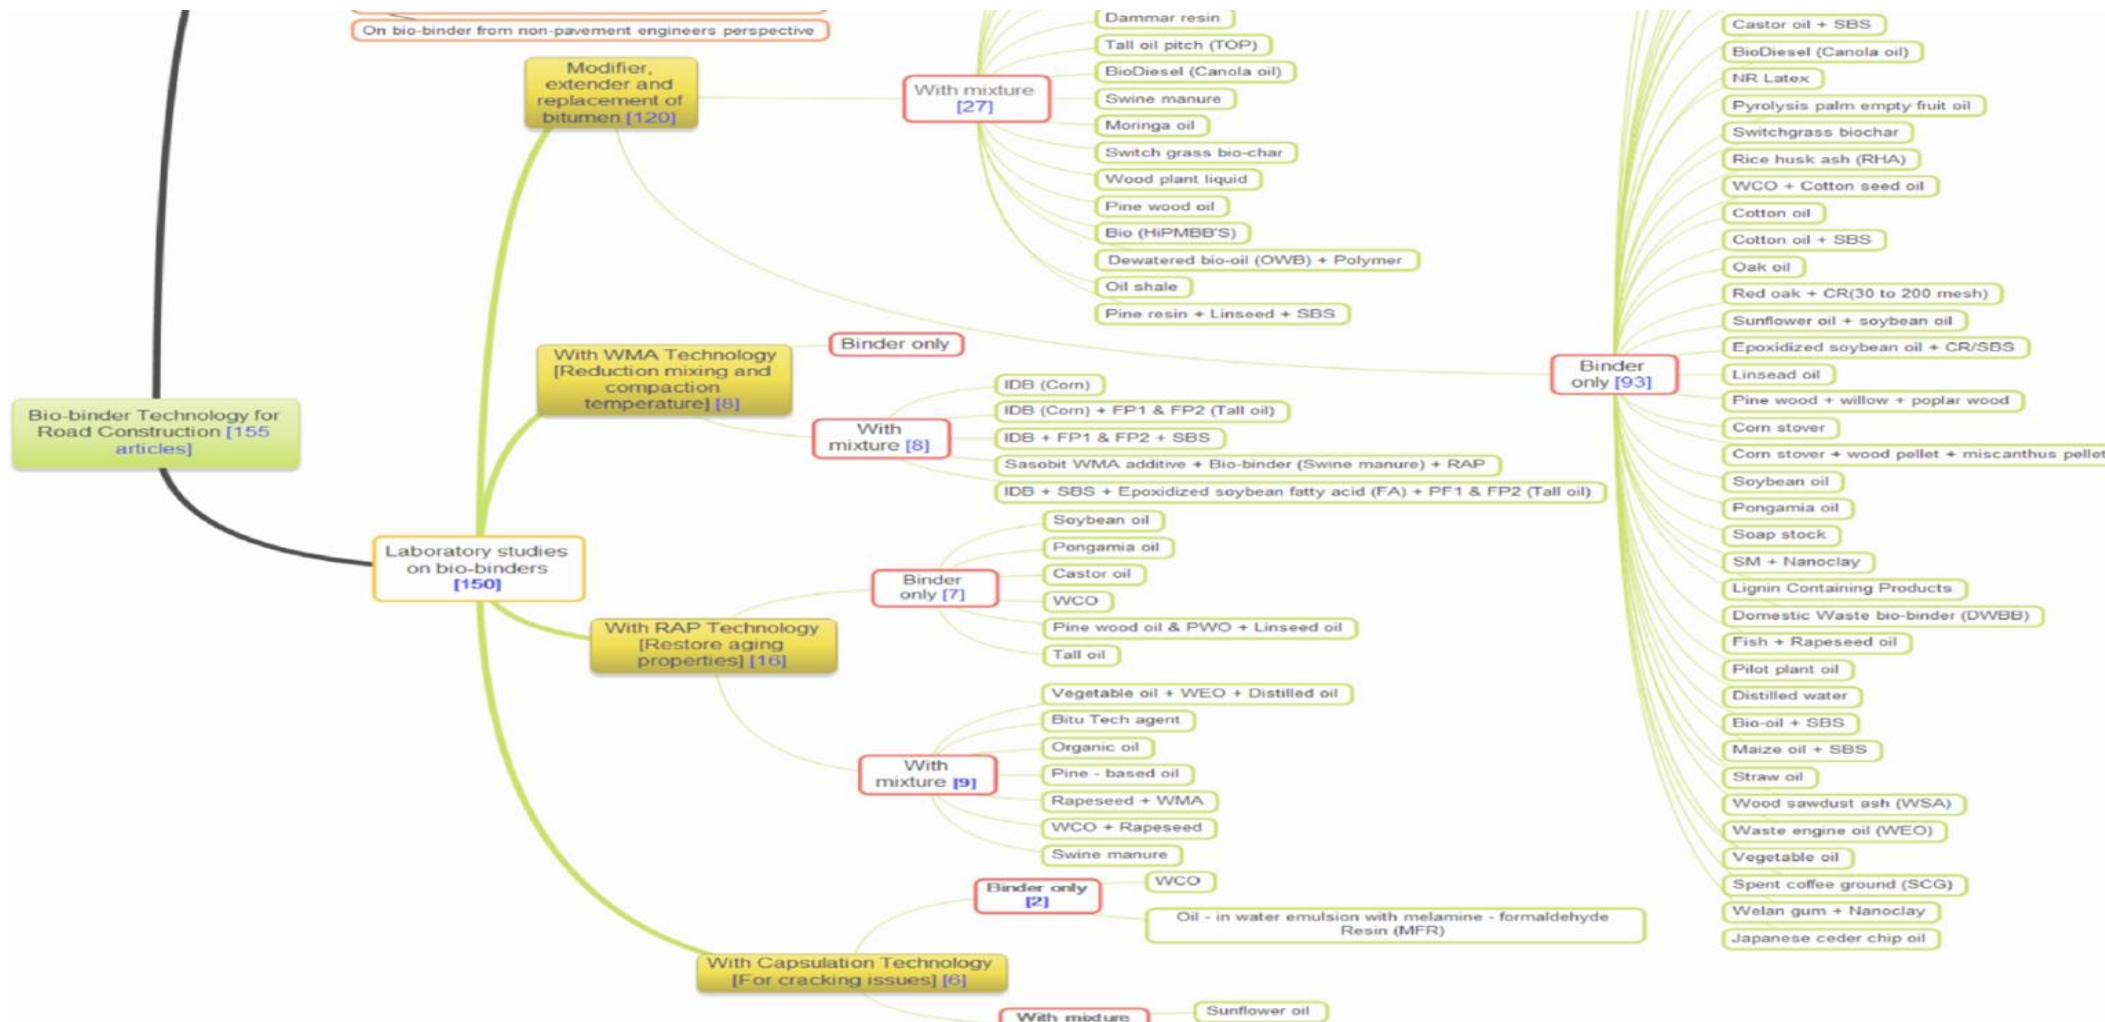 On bio-binder from non-pavement engineers perspective
Modifier,
extender and
replacement of
bitumen [120]
With mixture
[27]
Dammar resin
Tall oil pitch (TOP)
BioDiesel (Canola oil)
Swine manure
Moringa oil
Switch grass bio-char
Wood plant liquid
Pine wood oil
Bio (HiPMBB'S)
Dewatered bio-oil (OWB) + Polymer
Oil shale
Pine resin + Linseed + SBS
Binder
only [93]
Castor oil + SBS
BioDiesel (Canola oil)
NR Latex
Pyrolysis palm empty fruit oil
Switchgrass biochar
Rice husk ash (RHA)
WCO + Cotton seed oil
Cotton oil
Cotton oil + SBS
Oak oil
Red oak + CR(30 to 200 mesh)
Sunflower oil + soybean oil
Epoxidized soybean oil + CR/SBS
Linsead oil
Pine wood + willow + poplar wood
Corn stover
Corn stover + wood pellet + miscanthus pellet
Soybean oil
Pongamia oil
Soap stock
SM + Nanoclay
Lignin Containing Products
Domestic Waste bio-binder (DWBB)
Fish + Rapeseed oil
Pilot plant oil
Distilled water
Bio-oil + SBS
Maize oil + SBS
Straw oil
Wood sawdust ash (WSA)
Waste engine oil (WEO)
Vegetable oil
Spent coffee ground (SCG)
Welan gum + Nanoclay
Japanese ceder chip oil
With WMA Technology
[Reduction mixing and
compaction
temperature] [8]
Binder only
With
mixture [8]
IDB (Corn)
IDB (Corn) + FP1 & FP2 (Tall oil)
IDB + FP1 & FP2 + SBS
Sasobit WMA additive + Bio-binder (Swine manure) + RAP
IDB + SBS + Epoxidized soybean fatty acid (FA) + PF1 & FP2 (Tall oil)
Bio-binder Technology for
Road Construction [155
articles]
Laboratory studies
on bio-binders
[150]
With RAP Technology
[Restore aging
properties] [16]
Binder
only [7]
Soybean oil
Pongamia oil
Castor oil
WCO
Pine wood oil & PWO + Linseed oil
Tall oil
With
mixture [9]
Vegetable oil + WEO + Distilled oil
Bitu Tech agent
Organic oil
Pine - based oil
Rapeseed + WMA
WCO + Rapeseed
Swine manure
With Capsulation Technology
[For cracking issues] [6]
Binder only
[2]
WCO
Oil - in water emulsion with melamine - formaldehyde
Resin (MFR)
With mixture
Sunflower oil